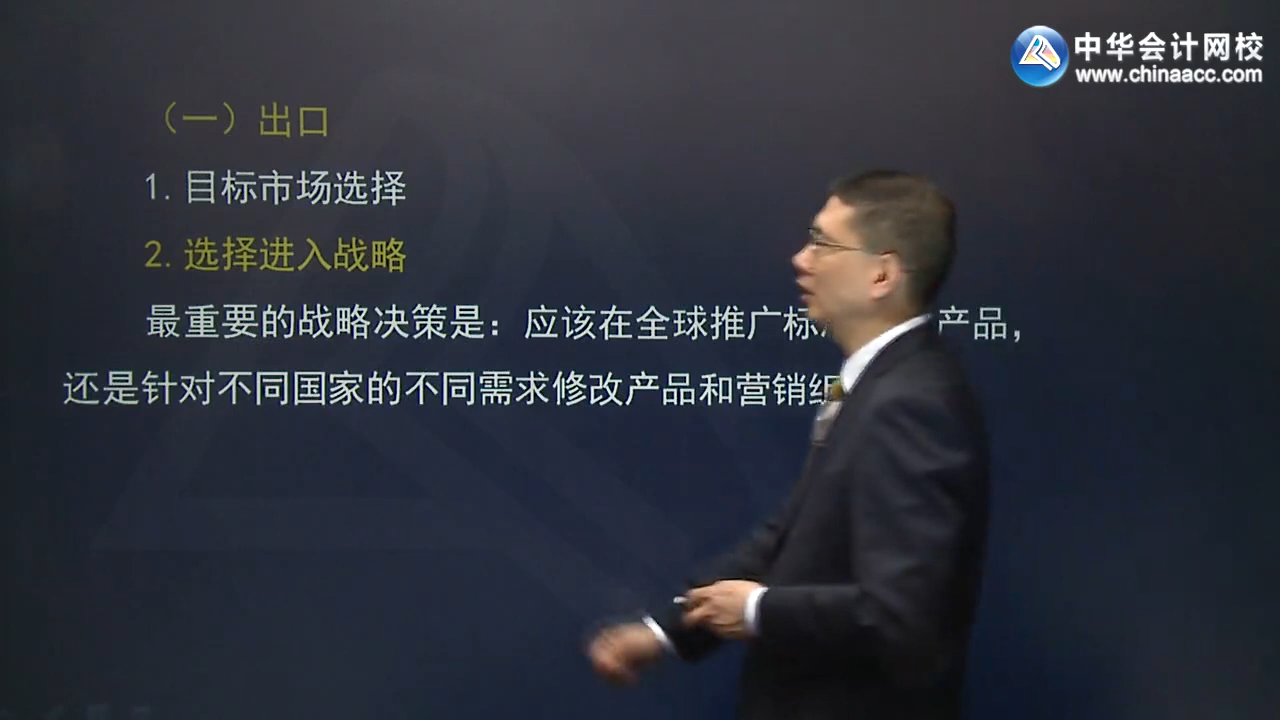 中华会计网校
www.chinaacc.com
（一）出口
1.目标市场选择
2.选择进入战略
最重要的战略决策是：应该在全球推广标 产品，
还是针对不同国家的不同需求修改产品和营销组